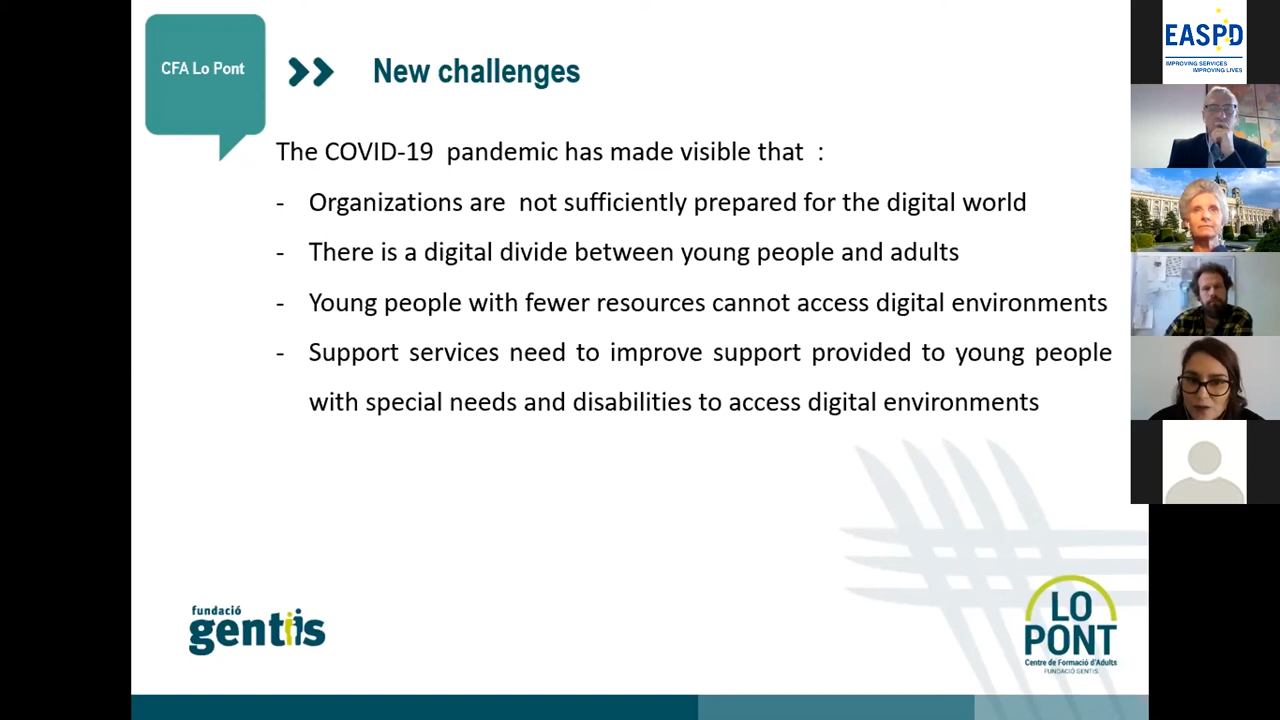 CFA Lo Pont
New challenges
The COVID-19 pandemic has made visible that :
- Organizations are not sufficiently prepared for the digital world
- There is a digital divide between young people and adults
- Young people with fewer resources cannot access digital environments
- Support services need to improve support provided to young people
with special needs and disabilities to access digital environments
fundació
gentis
LO
PONT
Centre de Formació d'Adults
FUNDACIÓ GENTIS
EASPD
IMPROVING SERVICES
IMPROVING LIVES